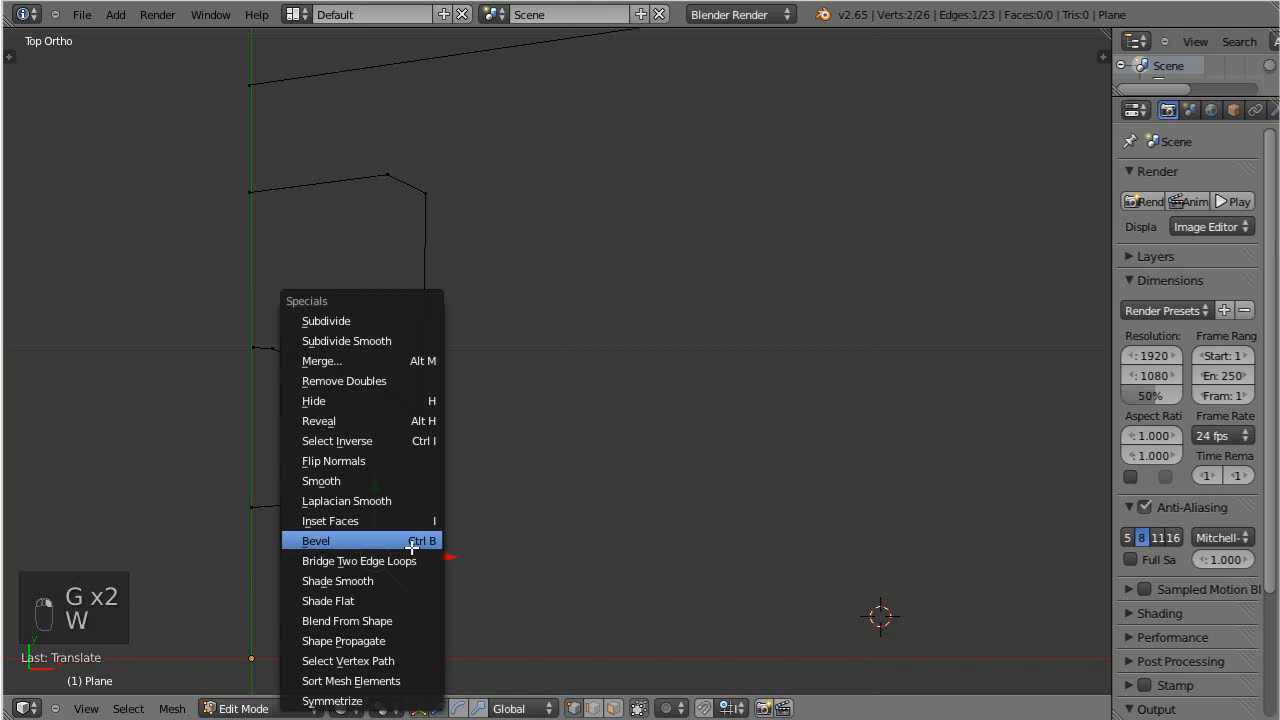 File Add Render Window Help Default Scene Blender Render v2.65 | Verts:2/26 | Edges:1/23 | Faces:0/0 | Tris:0 | Plane
Top Ortho
View Search
Scene
Scene
Render
Rend Anim Play
Displa Image Editor
Layers
Dimensions
Render Presets
Resolution: Frame Rang
: 1920 Start: 1
: 1080 En: 250
50% Fram: 1
Aspect Rati Frame Rate
: 1.000 24 fps
: 1.000 Time Rema
1 1
Anti-Aliasing
5 8 11 16 Mitchell-
Full Sa : 1.000
Sampled Motion Bl
Shading
Performance
Post Processing
Stamp
Output
Specials
Subdivide
Subdivide Smooth
Merge... Alt M
Remove Doubles
Hide H
Reveal Alt H
Select Inverse Ctrl I
Flip Normals
Smooth
Laplacian Smooth
Inset Faces I
Bevel Ctrl B
Bridge Two Edge Loops
Shade Smooth
Shade Flat
Blend From Shape
Shape Propagate
Select Vertex Path
Sort Mesh Elements
Symmetrize
G x2
W
y
Last: Translate
(1) Plane
View Select Mesh Edit Mode Global